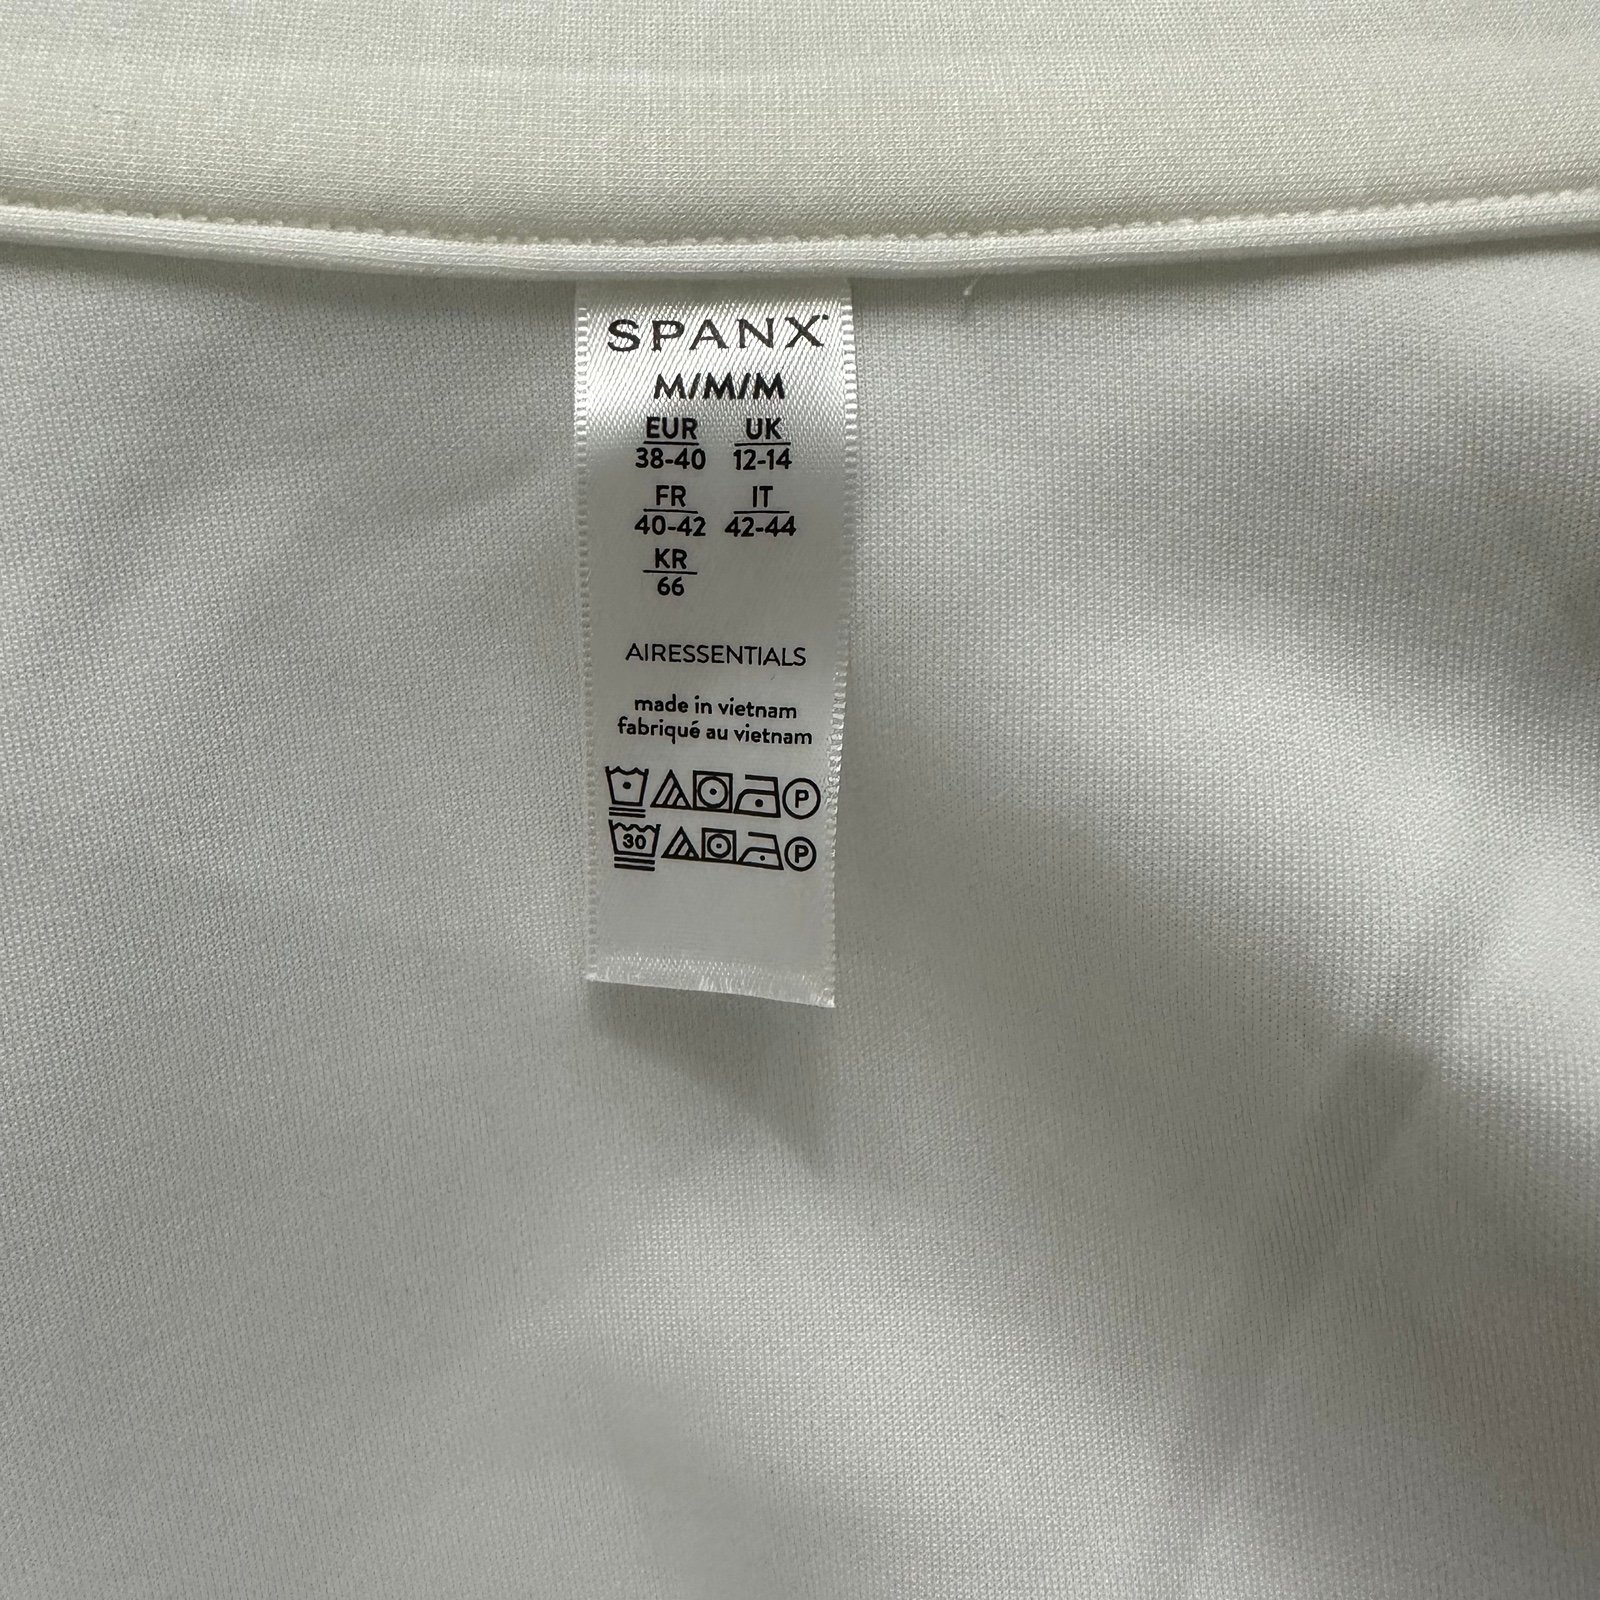 SPANX
M/M/M
EUR UK
38-40 12-14
FR IT
40-42 42-44
KR
66
AIRESSENTIALS
made in vietnam
fabriqué au vietnam
P
30 P